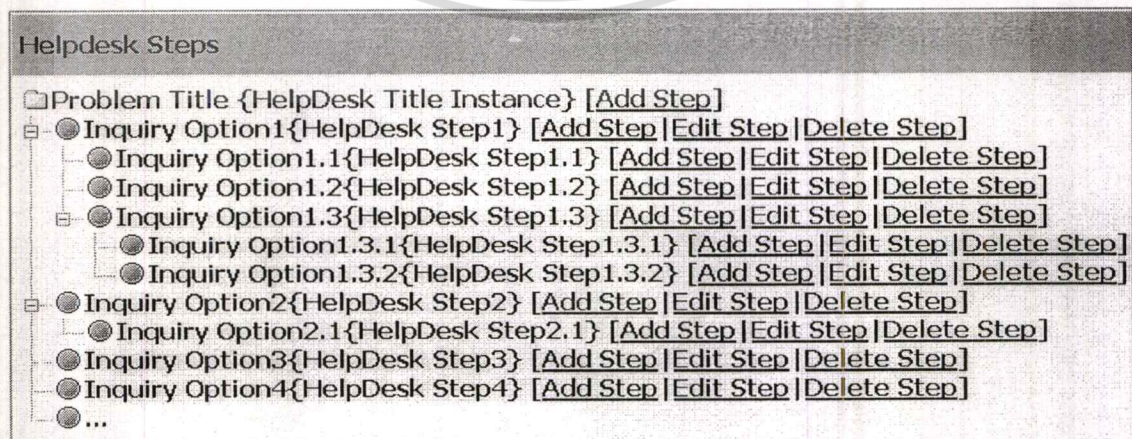 Helpdesk Steps
Problem Title {HelpDesk Title Instance} [Add Step]
Inquiry Option1{HelpDesk Step1} [Add Step|Edit Step|Delete Step]
Inquiry Option1.1{HelpDesk Step1.1} [Add Step|Edit Step|Delete Step]
Inquiry Option1.2{HelpDesk Step1.2} [Add Step|Edit Step|Delete Step]
Inquiry Option1.3{HelpDesk Step1.3} [Add Step|Edit Step|Delete Step]
Inquiry Option1.3.1{HelpDesk Step1.3.1} [Add Step|Edit Step|Delete Step]
Inquiry Option1.3.2{HelpDesk Step1.3.2} [Add Step|Edit Step|Delete Step]
Inquiry Option2{HelpDesk Step2} [Add Step|Edit Step|Delete Step]
Inquiry Option2.1{HelpDesk Step2.1} [Add Step|Edit Step|Delete Step]
Inquiry Option3{HelpDesk Step3} [Add Step|Edit Step|Delete Step]
Inquiry Option4{HelpDesk Step4} [Add Step|Edit Step|Delete Step]
...